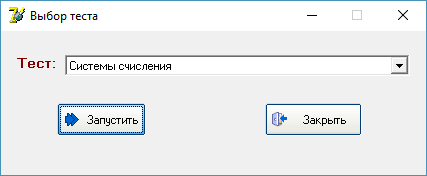 Выбор теста
Тест: Системы счисления
Запустить Закрыть